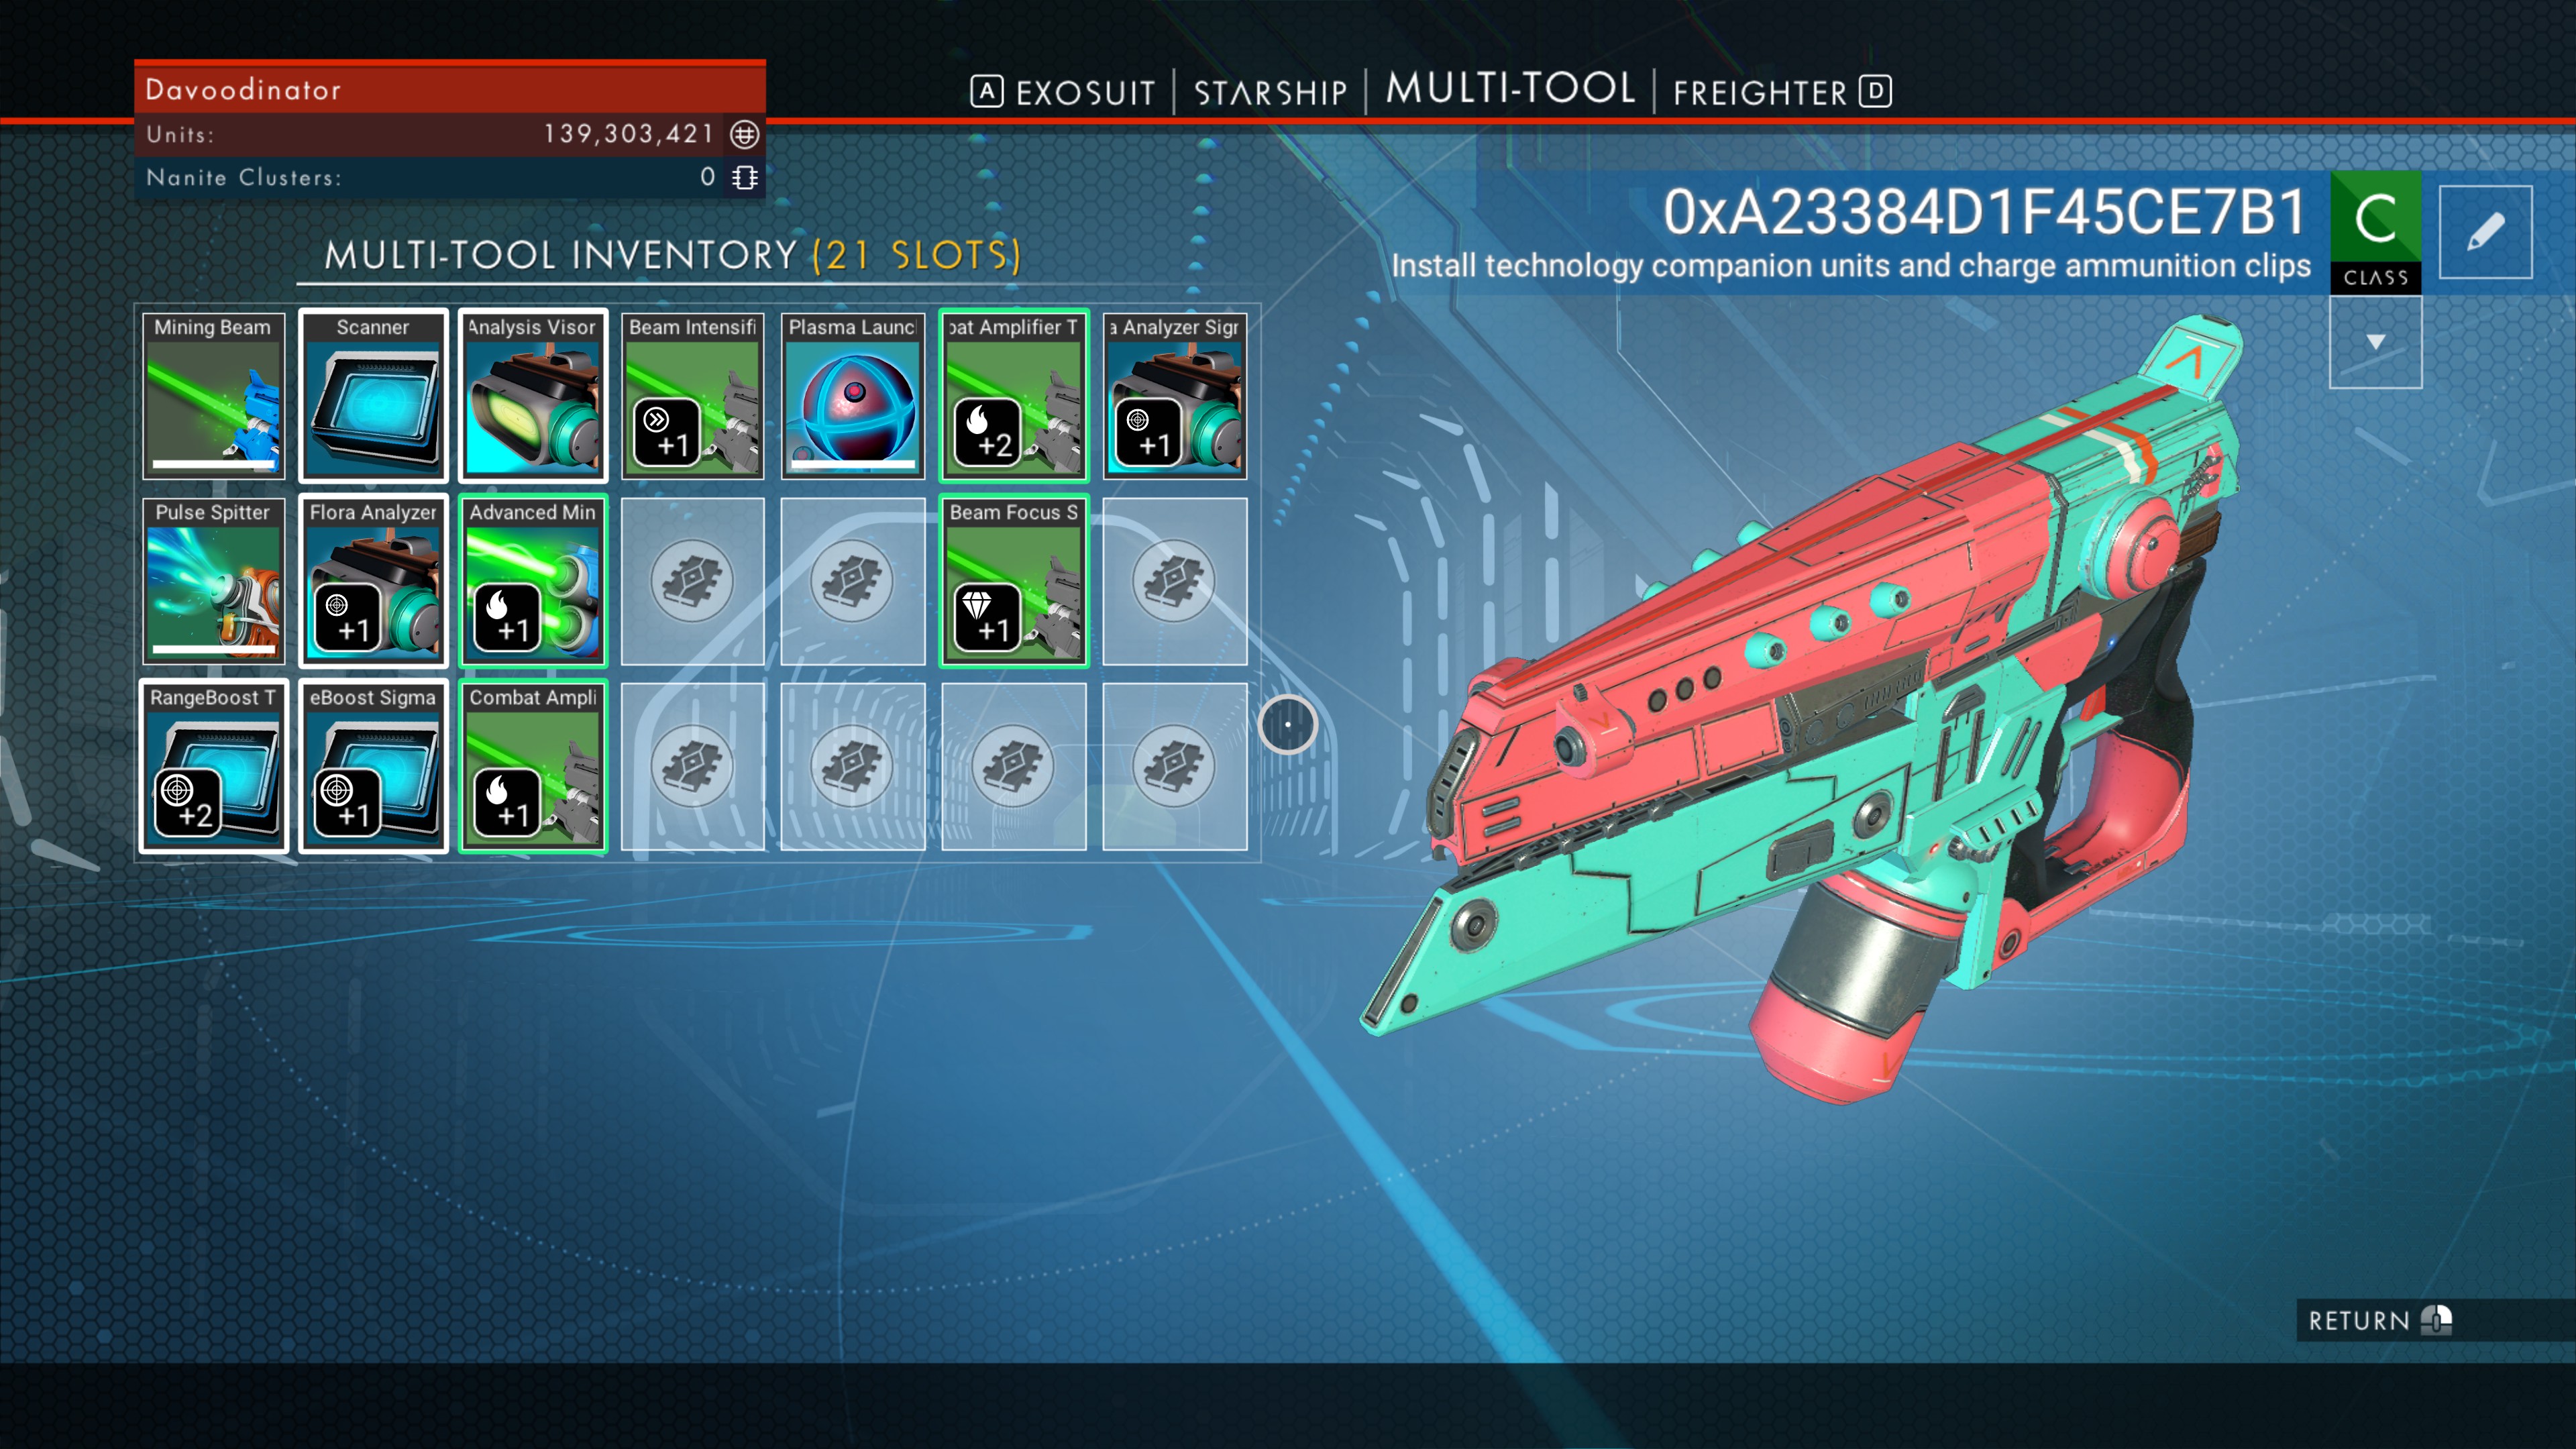 Davoodinator
Units: 139,303,421
Nanite Clusters: 0
A EXOSUIT STARSHIP MULTI-TOOL FREIGHTER D
MULTI-TOOL INVENTORY (21 SLOTS)
0xA23384D1F45CE7B1
Install technology companion units and charge ammunition clips
C
CLASS
Mining Beam Scanner Analysis Visor Beam Intensifi Plasma Launc bat Amplifier T a Analyzer Sigr
+1 +2 +1
Pulse Spitter Flora Analyzer Advanced Min Beam Focus S
+1 +1 +1
RangeBoost T eBoost Sigma Combat Ampli
+2 +1 +1
RETURN